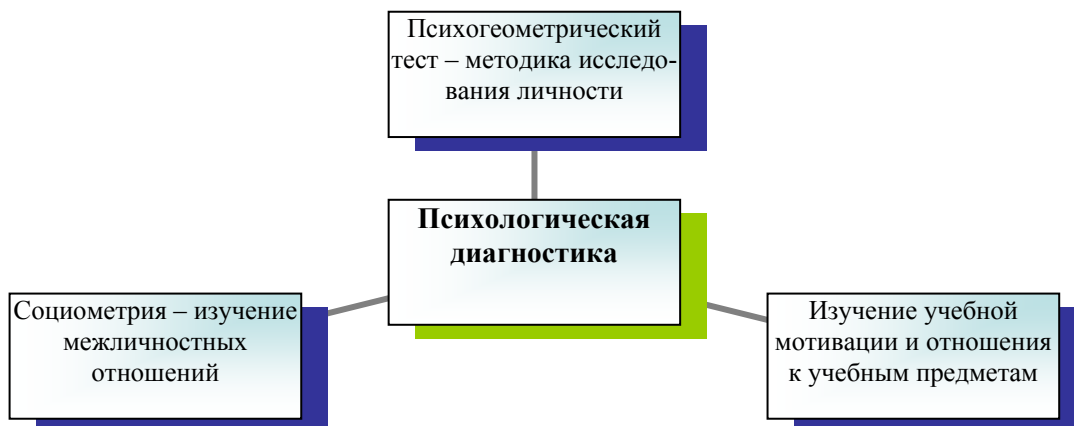 Психогеометрический
тест – методика исследо-
вания личности
Психологическая
диагностика
Социометрия – изучение
межличностных
отношений
Изучение учебной
мотивации и отношения
к учебным предметам